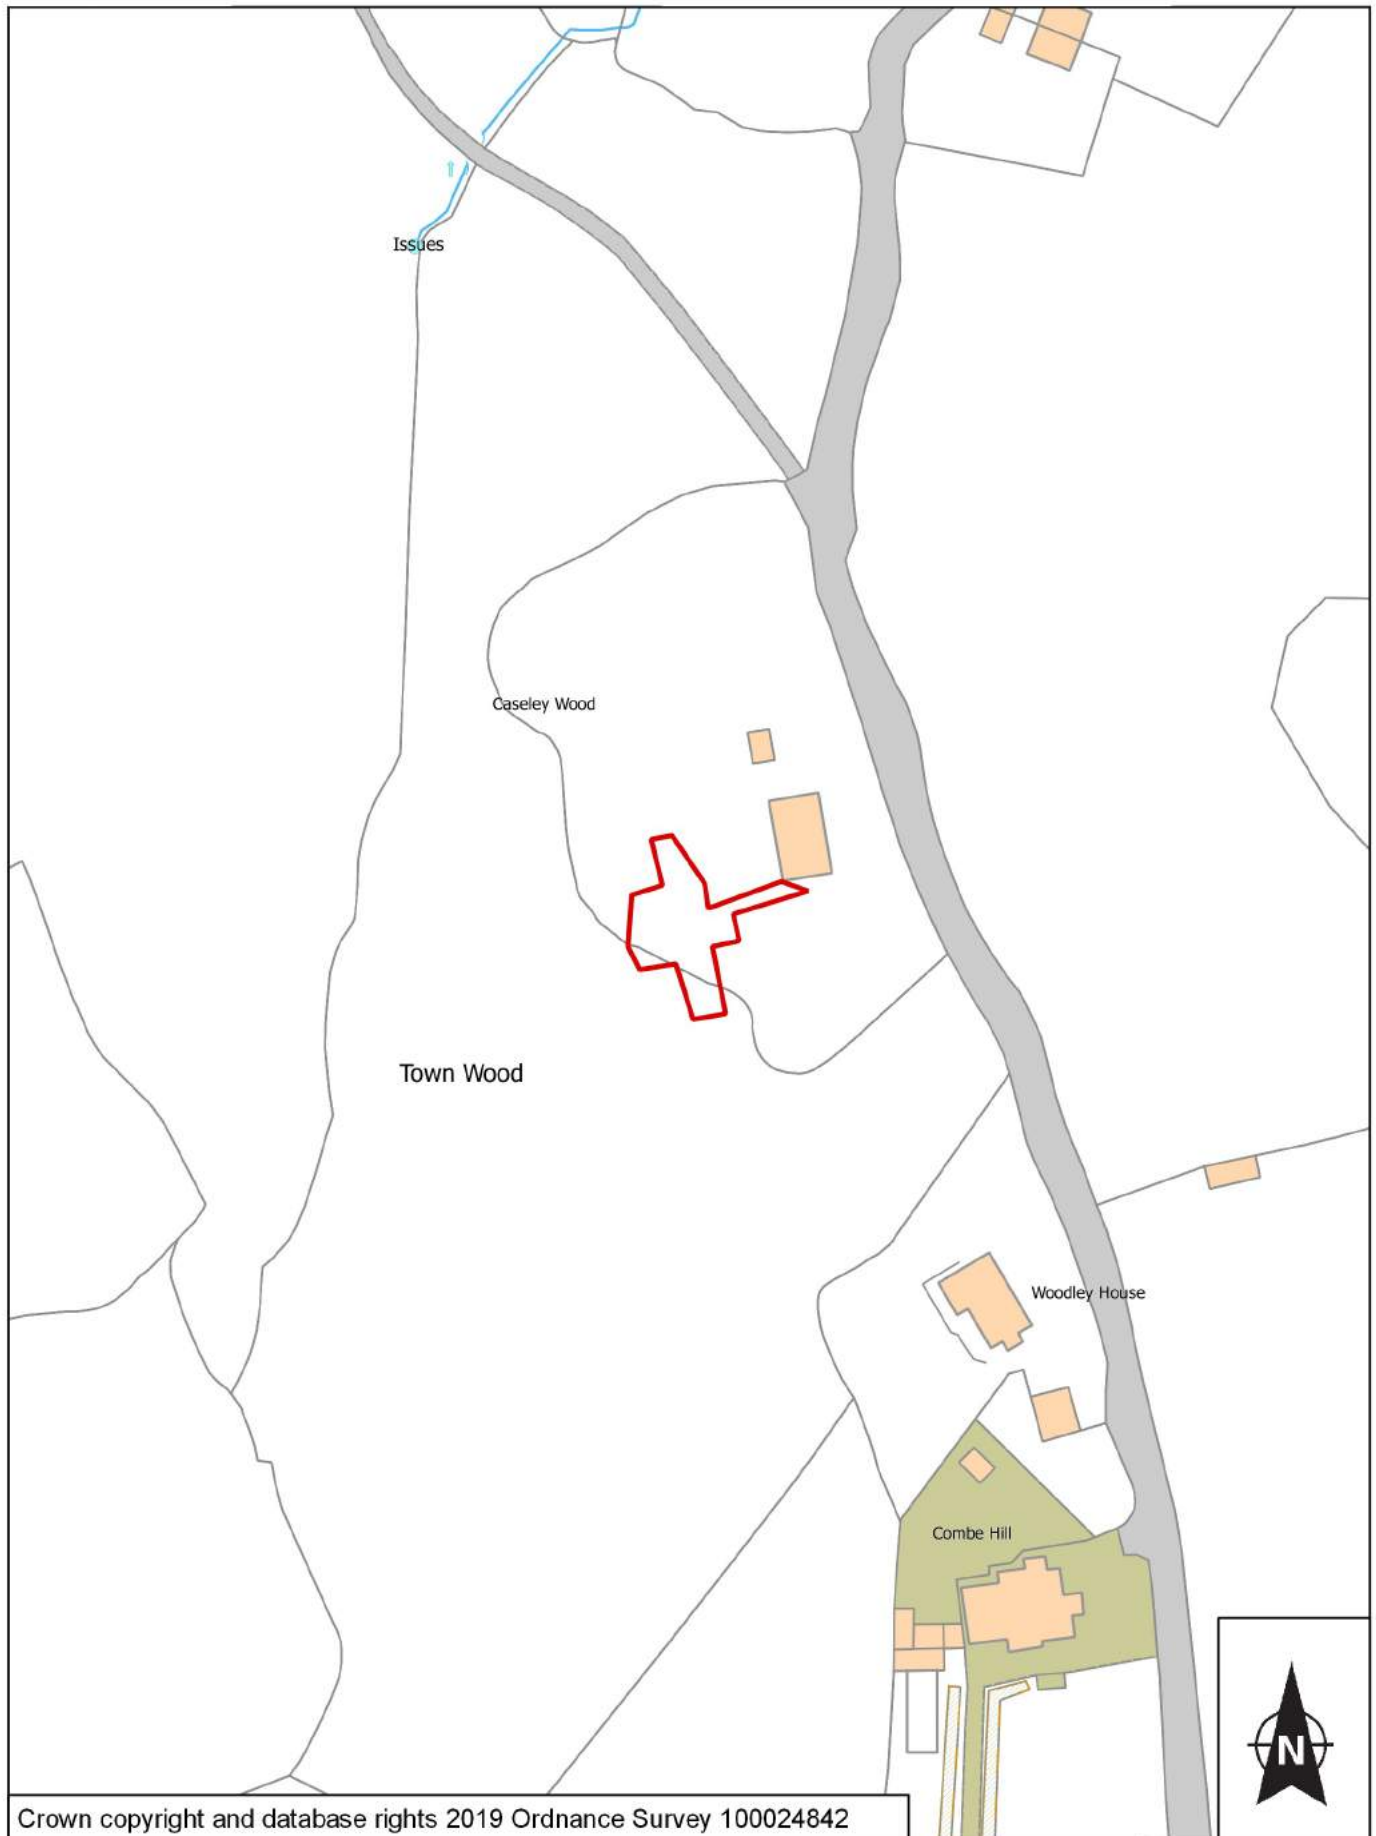 Issues
Caseley Wood
Town Wood
Woodley House
Combe Hill
N
Crown copyright and database rights 2019 Ordnance Survey 100024842